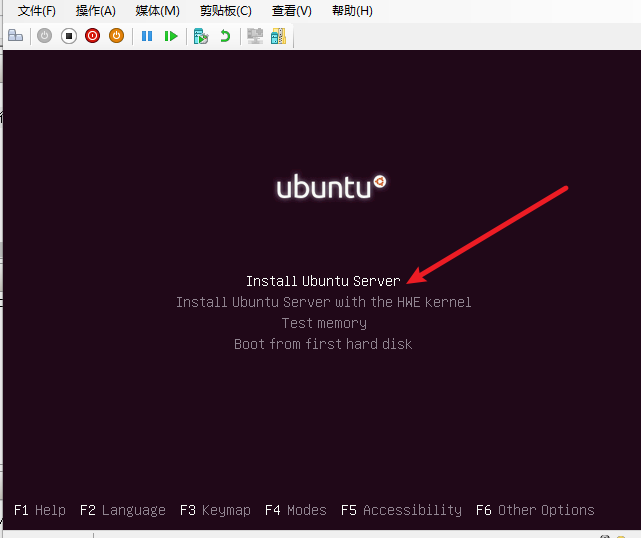 文件(F) 操作(A) 媒体(M) 剪贴板(C) 查看(V) 帮助(H)
ubuntu
Install Ubuntu Server
Install Ubuntu Server with the HWE kernel
Test memory
Boot from first hard disk
F1 Help F2 Language F3 Keymap F4 Modes F5 Accessibility F6 Other Options